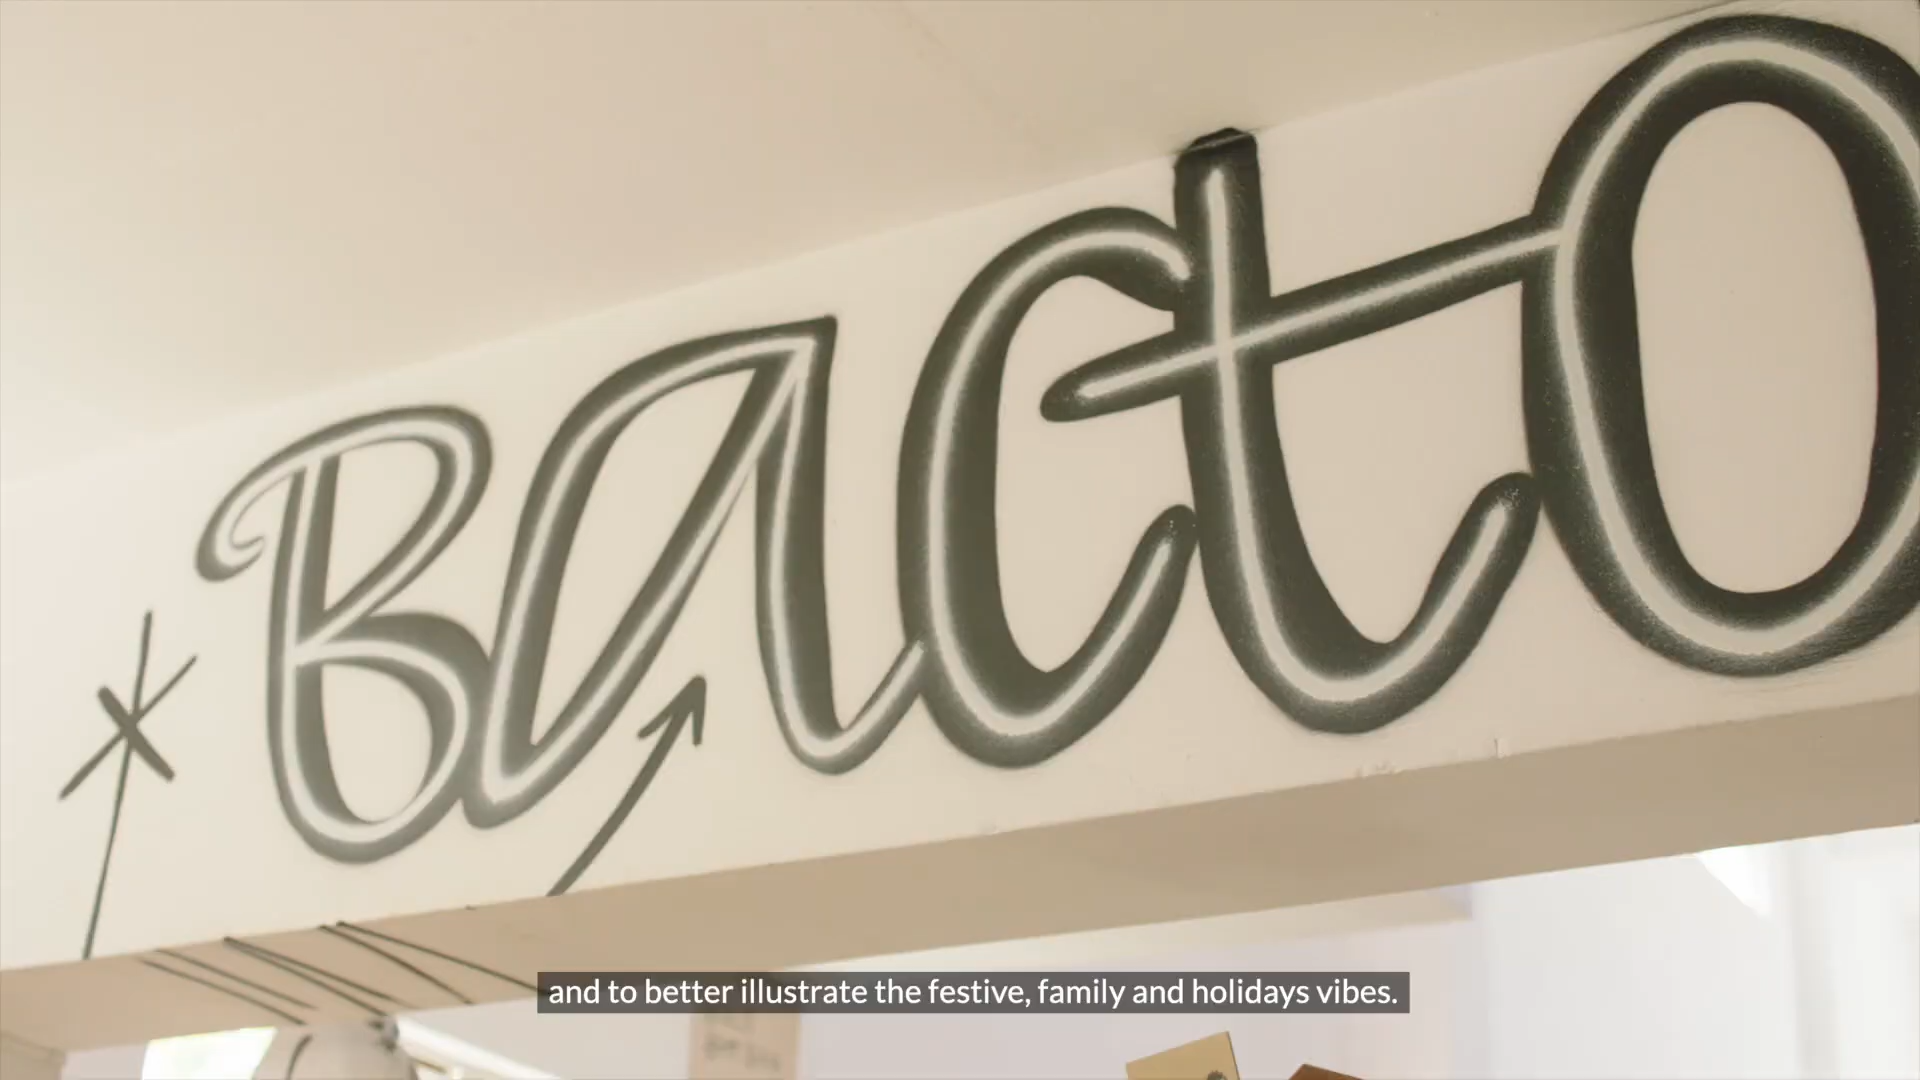 Bacto
and to better illustrate the festive, family and holidays vibes.